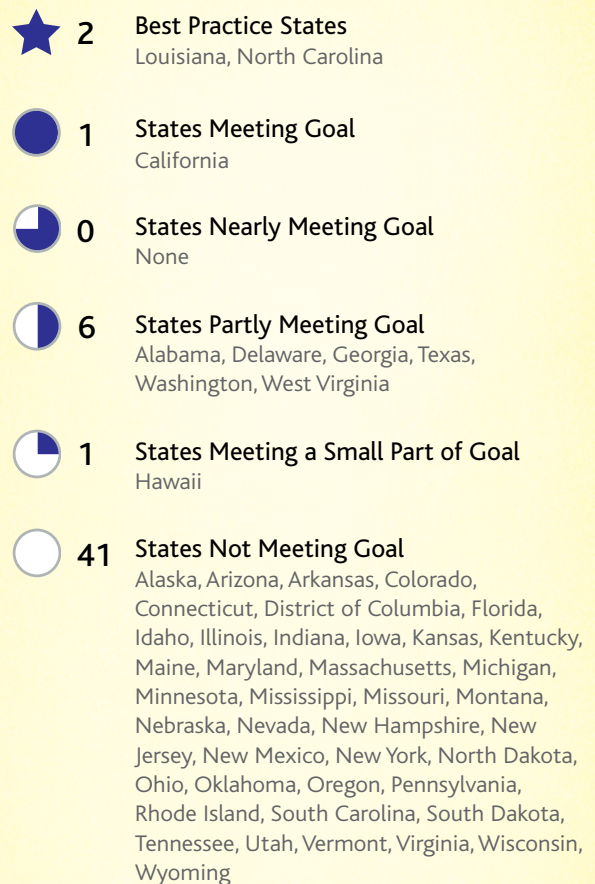 2 Best Practice States
Louisiana, North Carolina
1 States Meeting Goal
California
0 States Nearly Meeting Goal
None
6 States Partly Meeting Goal
Alabama, Delaware, Georgia, Texas,
Washington, West Virginia
1 States Meeting a Small Part of Goal
Hawaii
41 States Not Meeting Goal
Alaska, Arizona, Arkansas, Colorado,
Connecticut, District of Columbia, Florida,
Idaho, Illinois, Indiana, Iowa, Kansas, Kentucky,
Maine, Maryland, Massachusetts, Michigan,
Minnesota, Mississippi, Missouri, Montana,
Nebraska, Nevada, New Hampshire, New
Jersey, New Mexico, New York, North Dakota,
Ohio, Oklahoma, Oregon, Pennsylvania,
Rhode Island, South Carolina, South Dakota,
Tennessee, Utah, Vermont, Virginia, Wisconsin,
Wyoming